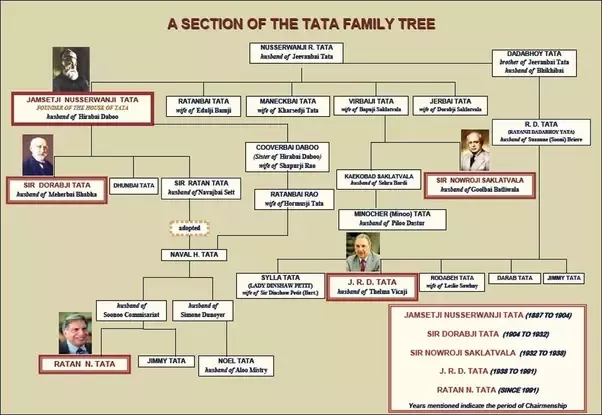 A SECTION OF THE TATA FAMILY TREE
NUSSERWANJI R. TATA
husband of Jeevanbai Tata
DADABHOY TATA
brother of Jeevanbai Tata
husband of Bhikhibai
JAMSETJI NUSSERWANJI TATA
FOUNDER OF THE HOUSE OF TATA
husband of Hirabai Daboo
RATANBAI TATA
wife of Edulji Bamji
MANECKBAI TATA
wife of Kharsedji Tata
VIRBAIJI TATA
wife of Bapuji Saklatvala
JERBAI TATA
wife of Dorabji Saklatvala
R. D. TATA
(RATANJI DADABHOY TATA)
husband of Suzanne (Sooni) Briere
COOVERBAI DABOO
(Sister of Hirabai Daboo)
wife of Shapurji Rao
SIR DORABJI TATA
husband of Meherbai Bhabha
DHUNBAI TATA
SIR RATAN TATA
husband of Navajbai Sett
KAEKOBAD SAKLATVALA
husband of Sehra Bardi
SIR NOWROJI SAKLATVALA
husband of Goolbai Batliwala
RATANBAI RAO
wife of Hormusji Tata
MINOCHER (Minoo) TATA
husband of Piloo Dastur
adopted
NAVAL H. TATA
SYLLA TATA
(LADY DINSHAW PETIT)
wife of Sir Dinshaw Petit (Bart.)
J. R. D. TATA
husband of Thelma Vicaji
RODABEH TATA
wife of Leslie Sawhny
DARAB TATA
JIMMY TATA
husband of
Soonoo Commisariat
husband of
Simone Dunoyer
RATAN N. TATA
JIMMY TATA
NOEL TATA
husband of Aloo Mistry
JAMSETJI NUSSERWANJI TATA (1887 TO 1904)
SIR DORABJI TATA (1904 TO 1932)
SIR NOWROJI SAKLATVALA (1932 TO 1938)
J. R. D. TATA (1938 TO 1991)
RATAN N. TATA (SINCE 1991)
Years mentioned indicate the period of Chairmenship